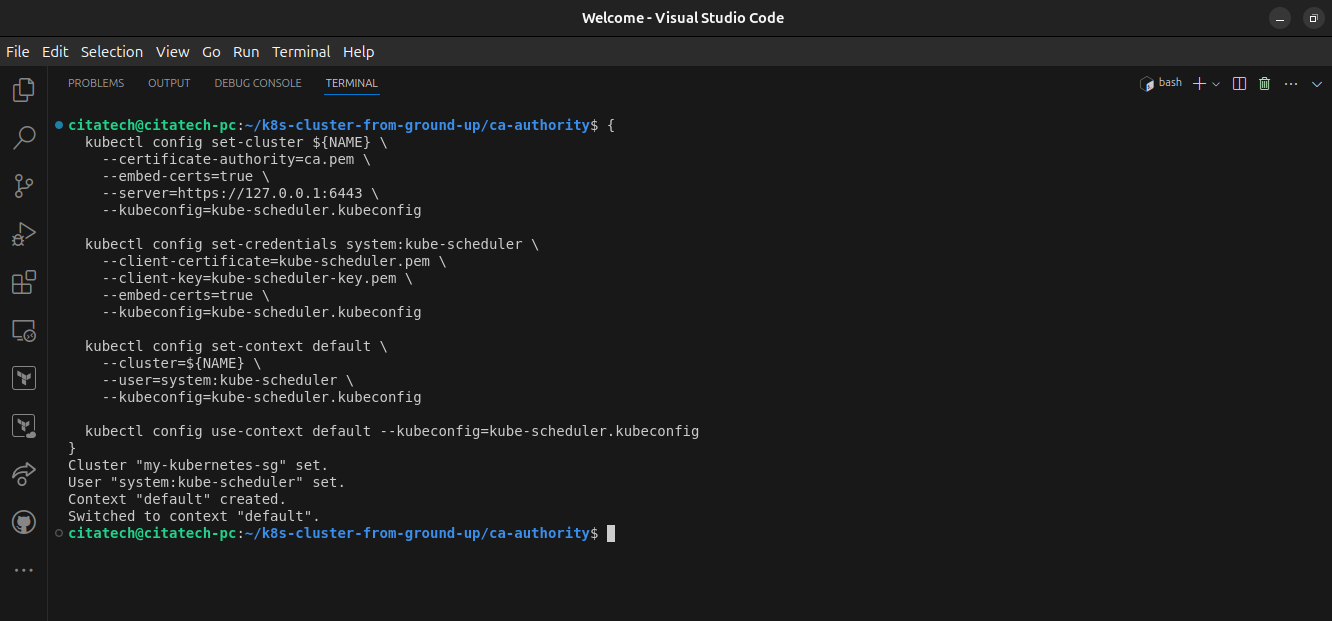 Welcome - Visual Studio Code
File Edit Selection View Go Run Terminal Help
PROBLEMS OUTPUT DEBUG CONSOLE TERMINAL
bash
citatech@citatech-pc:~/k8s-cluster-from-ground-up/ca-authority$ {
  kubectl config set-cluster ${NAME} \
    --certificate-authority=ca.pem \
    --embed-certs=true \
    --server=https://127.0.0.1:6443 \
    --kubeconfig=kube-scheduler.kubeconfig

  kubectl config set-credentials system:kube-scheduler \
    --client-certificate=kube-scheduler.pem \
    --client-key=kube-scheduler-key.pem \
    --embed-certs=true \
    --kubeconfig=kube-scheduler.kubeconfig

  kubectl config set-context default \
    --cluster=${NAME} \
    --user=system:kube-scheduler \
    --kubeconfig=kube-scheduler.kubeconfig

  kubectl config use-context default --kubeconfig=kube-scheduler.kubeconfig
}
Cluster "my-kubernetes-sg" set.
User "system:kube-scheduler" set.
Context "default" created.
Switched to context "default".
citatech@citatech-pc:~/k8s-cluster-from-ground-up/ca-authority$